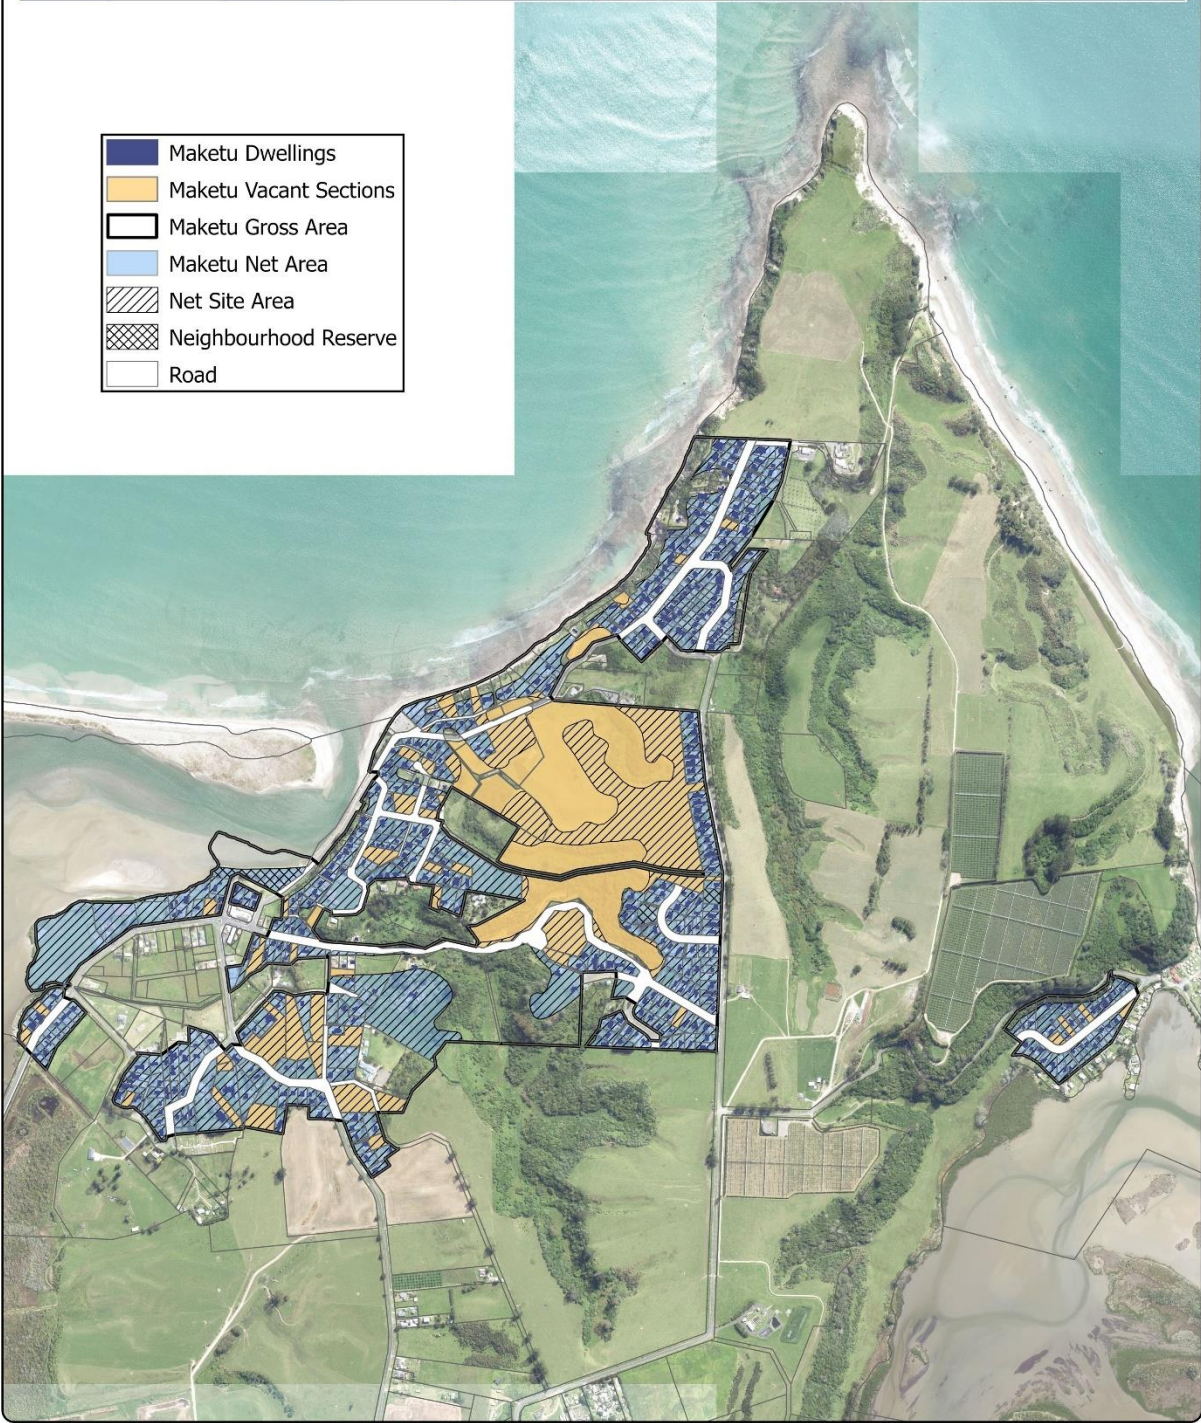 Maketu Dwellings
Maketu Vacant Sections
Maketu Gross Area
Maketu Net Area
Net Site Area
Neighbourhood Reserve
Road